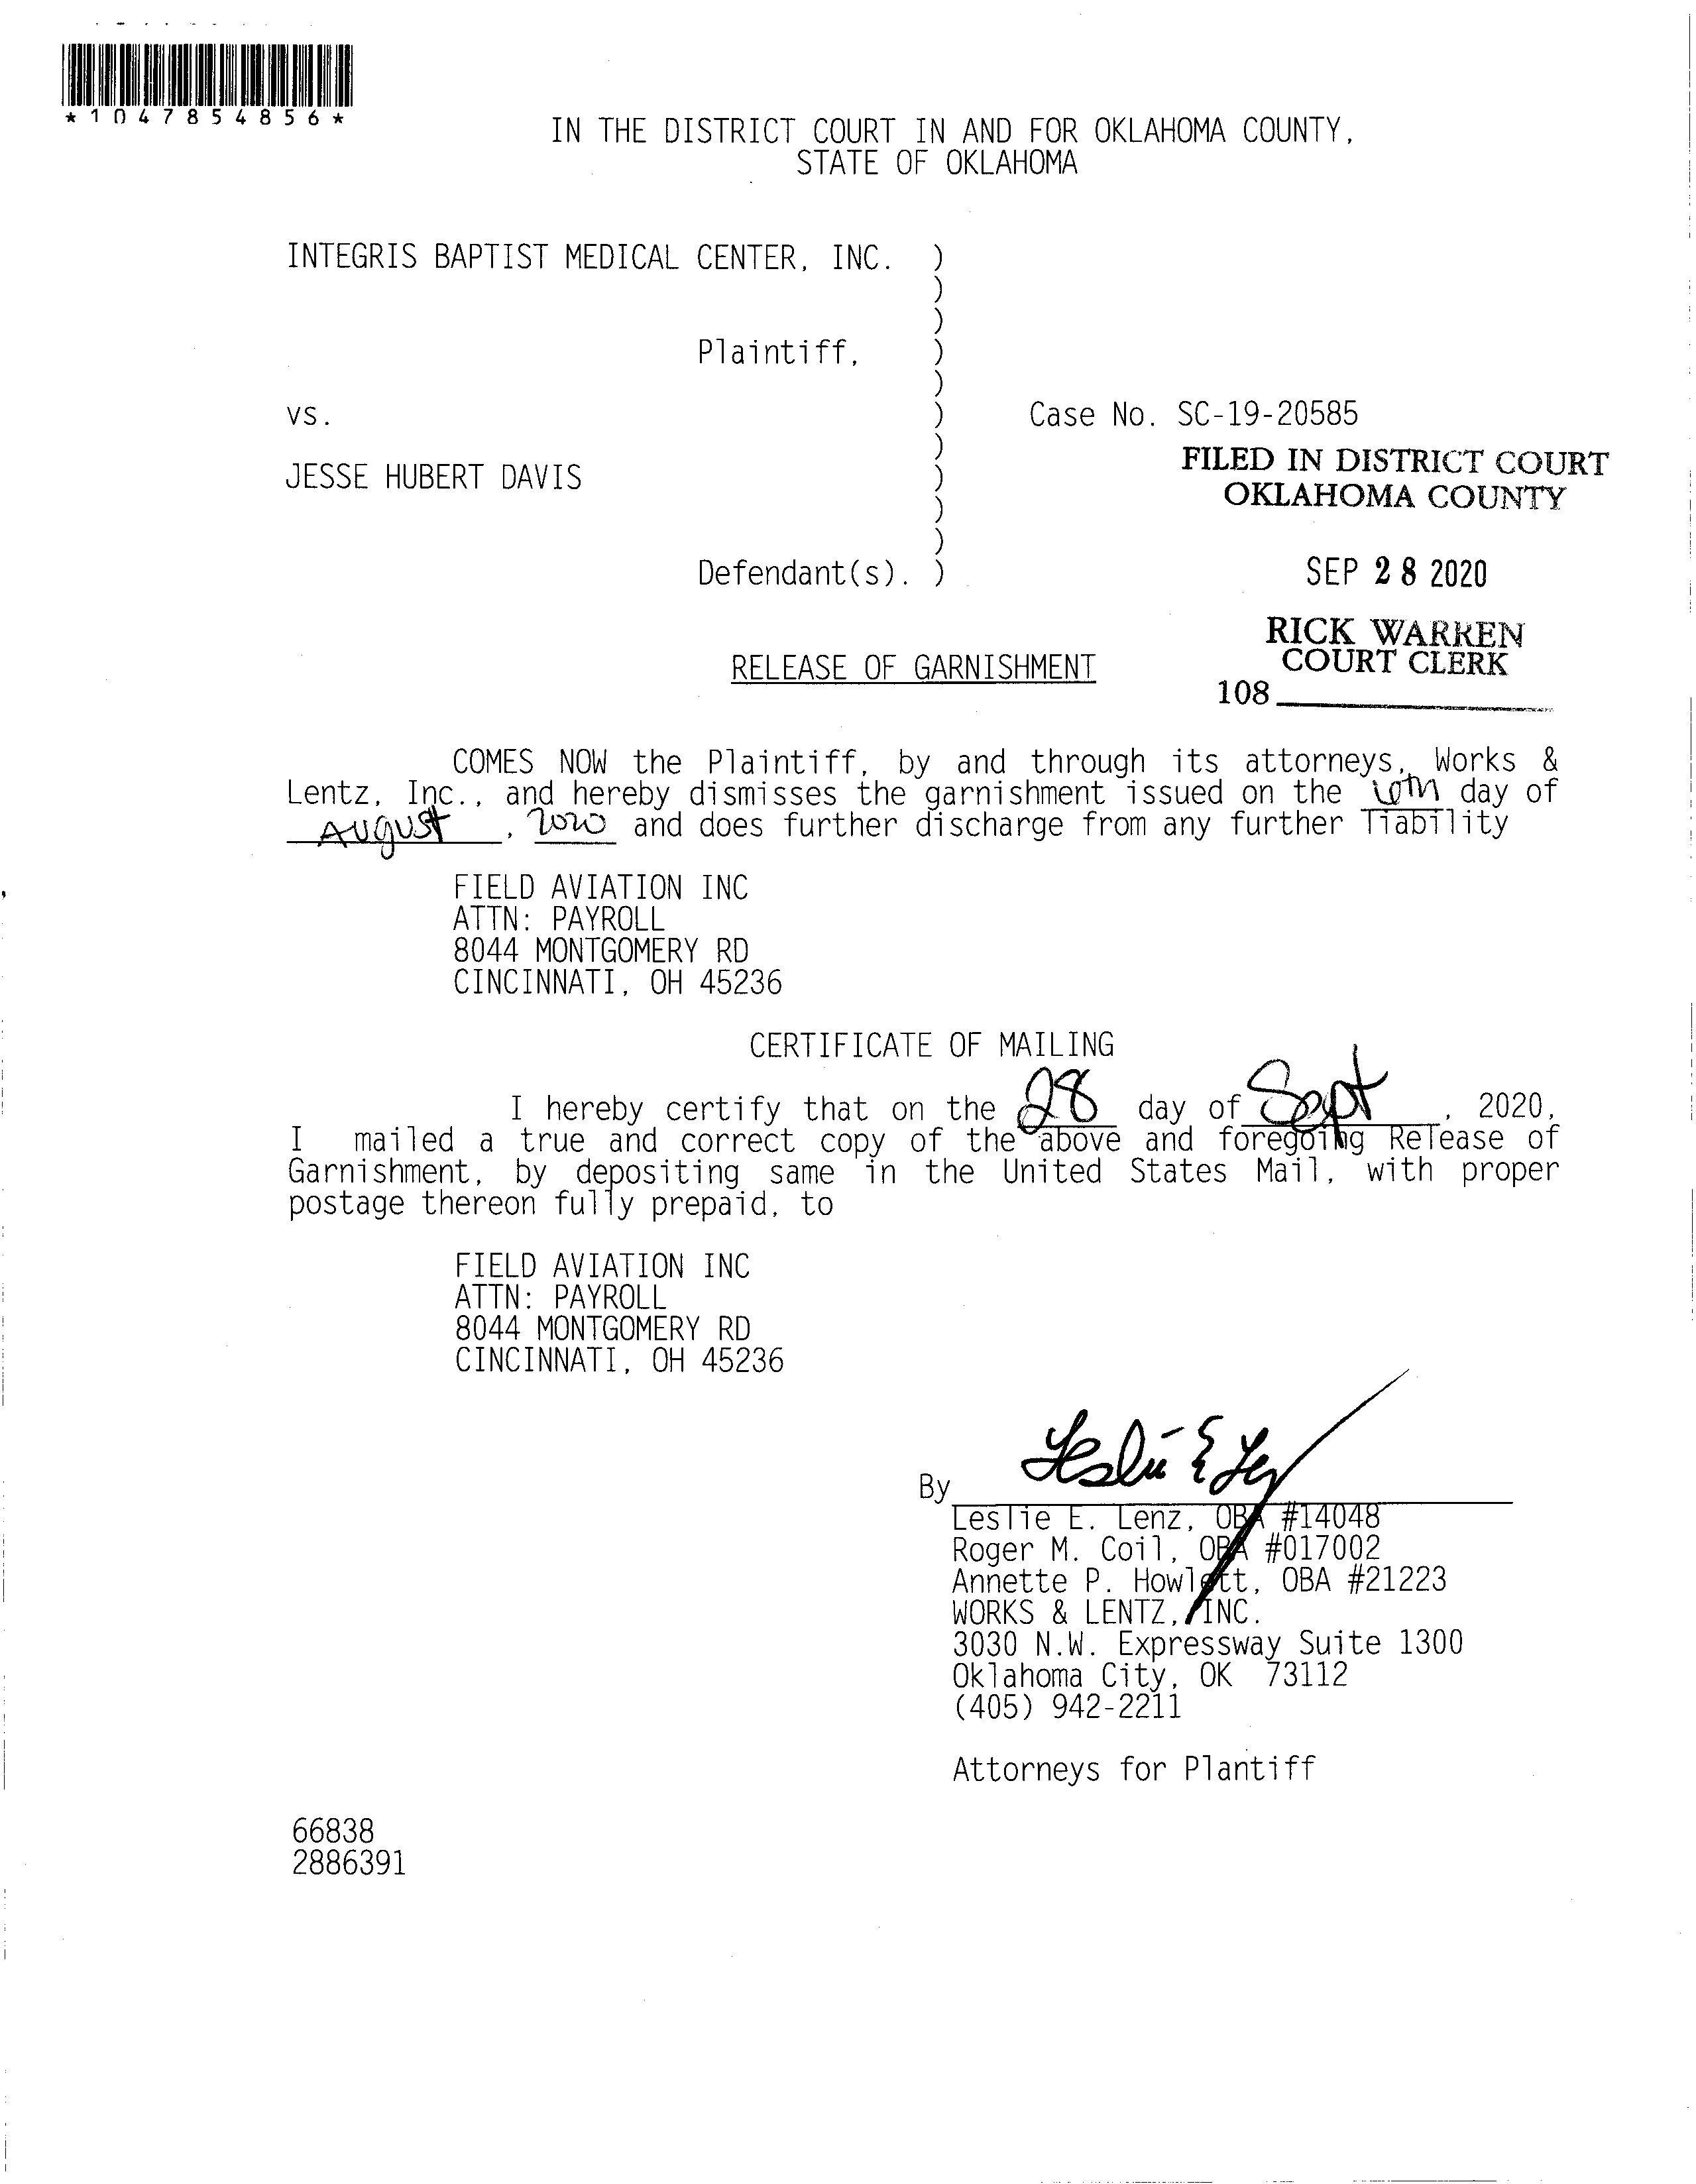 *1047854856*
IN THE DISTRICT COURT IN AND FOR OKLAHOMA COUNTY,
STATE OF OKLAHOMA
INTEGRIS BAPTIST MEDICAL CENTER, INC. )
)
)
Plaintiff, )
)
vs. ) Case No. SC-19-20585
)
FILED IN DISTRICT COURT
JESSE HUBERT DAVIS )
OKLAHOMA COUNTY
)
)
Defendant(s). ) SEP 28 2020
RICK WARREN
RELEASE OF GARNISHMENT COURT CLERK
108
COMES NOW the Plaintiff, by and through its attorneys, Works &
Lentz, Inc., and hereby dismisses the garnishment issued on the day of
August, 2020 and does further discharge from any further liability
FIELD AVIATION INC
ATTN: PAYROLL
8044 MONTGOMERY RD
CINCINNATI, OH 45236
CERTIFICATE OF MAILING
I hereby certify that on the 28 day of Sept, 2020,
I mailed a true and correct copy of the above and foregoing Release of
Garnishment, by depositing same in the United States Mail, with proper
postage thereon fully prepaid, to
FIELD AVIATION INC
ATTN: PAYROLL
8044 MONTGOMERY RD
CINCINNATI, OH 45236
By Leslie E
Leslie E. Lenz, OBA #14048
Roger M. Coil, OBA #017002
Annette P. Howlett, OBA #21223
WORKS & LENTZ, INC.
3030 N.W. Expressway Suite 1300
Oklahoma City, OK 73112
(405) 942-2211
Attorneys for Plantiff
66838
2886391